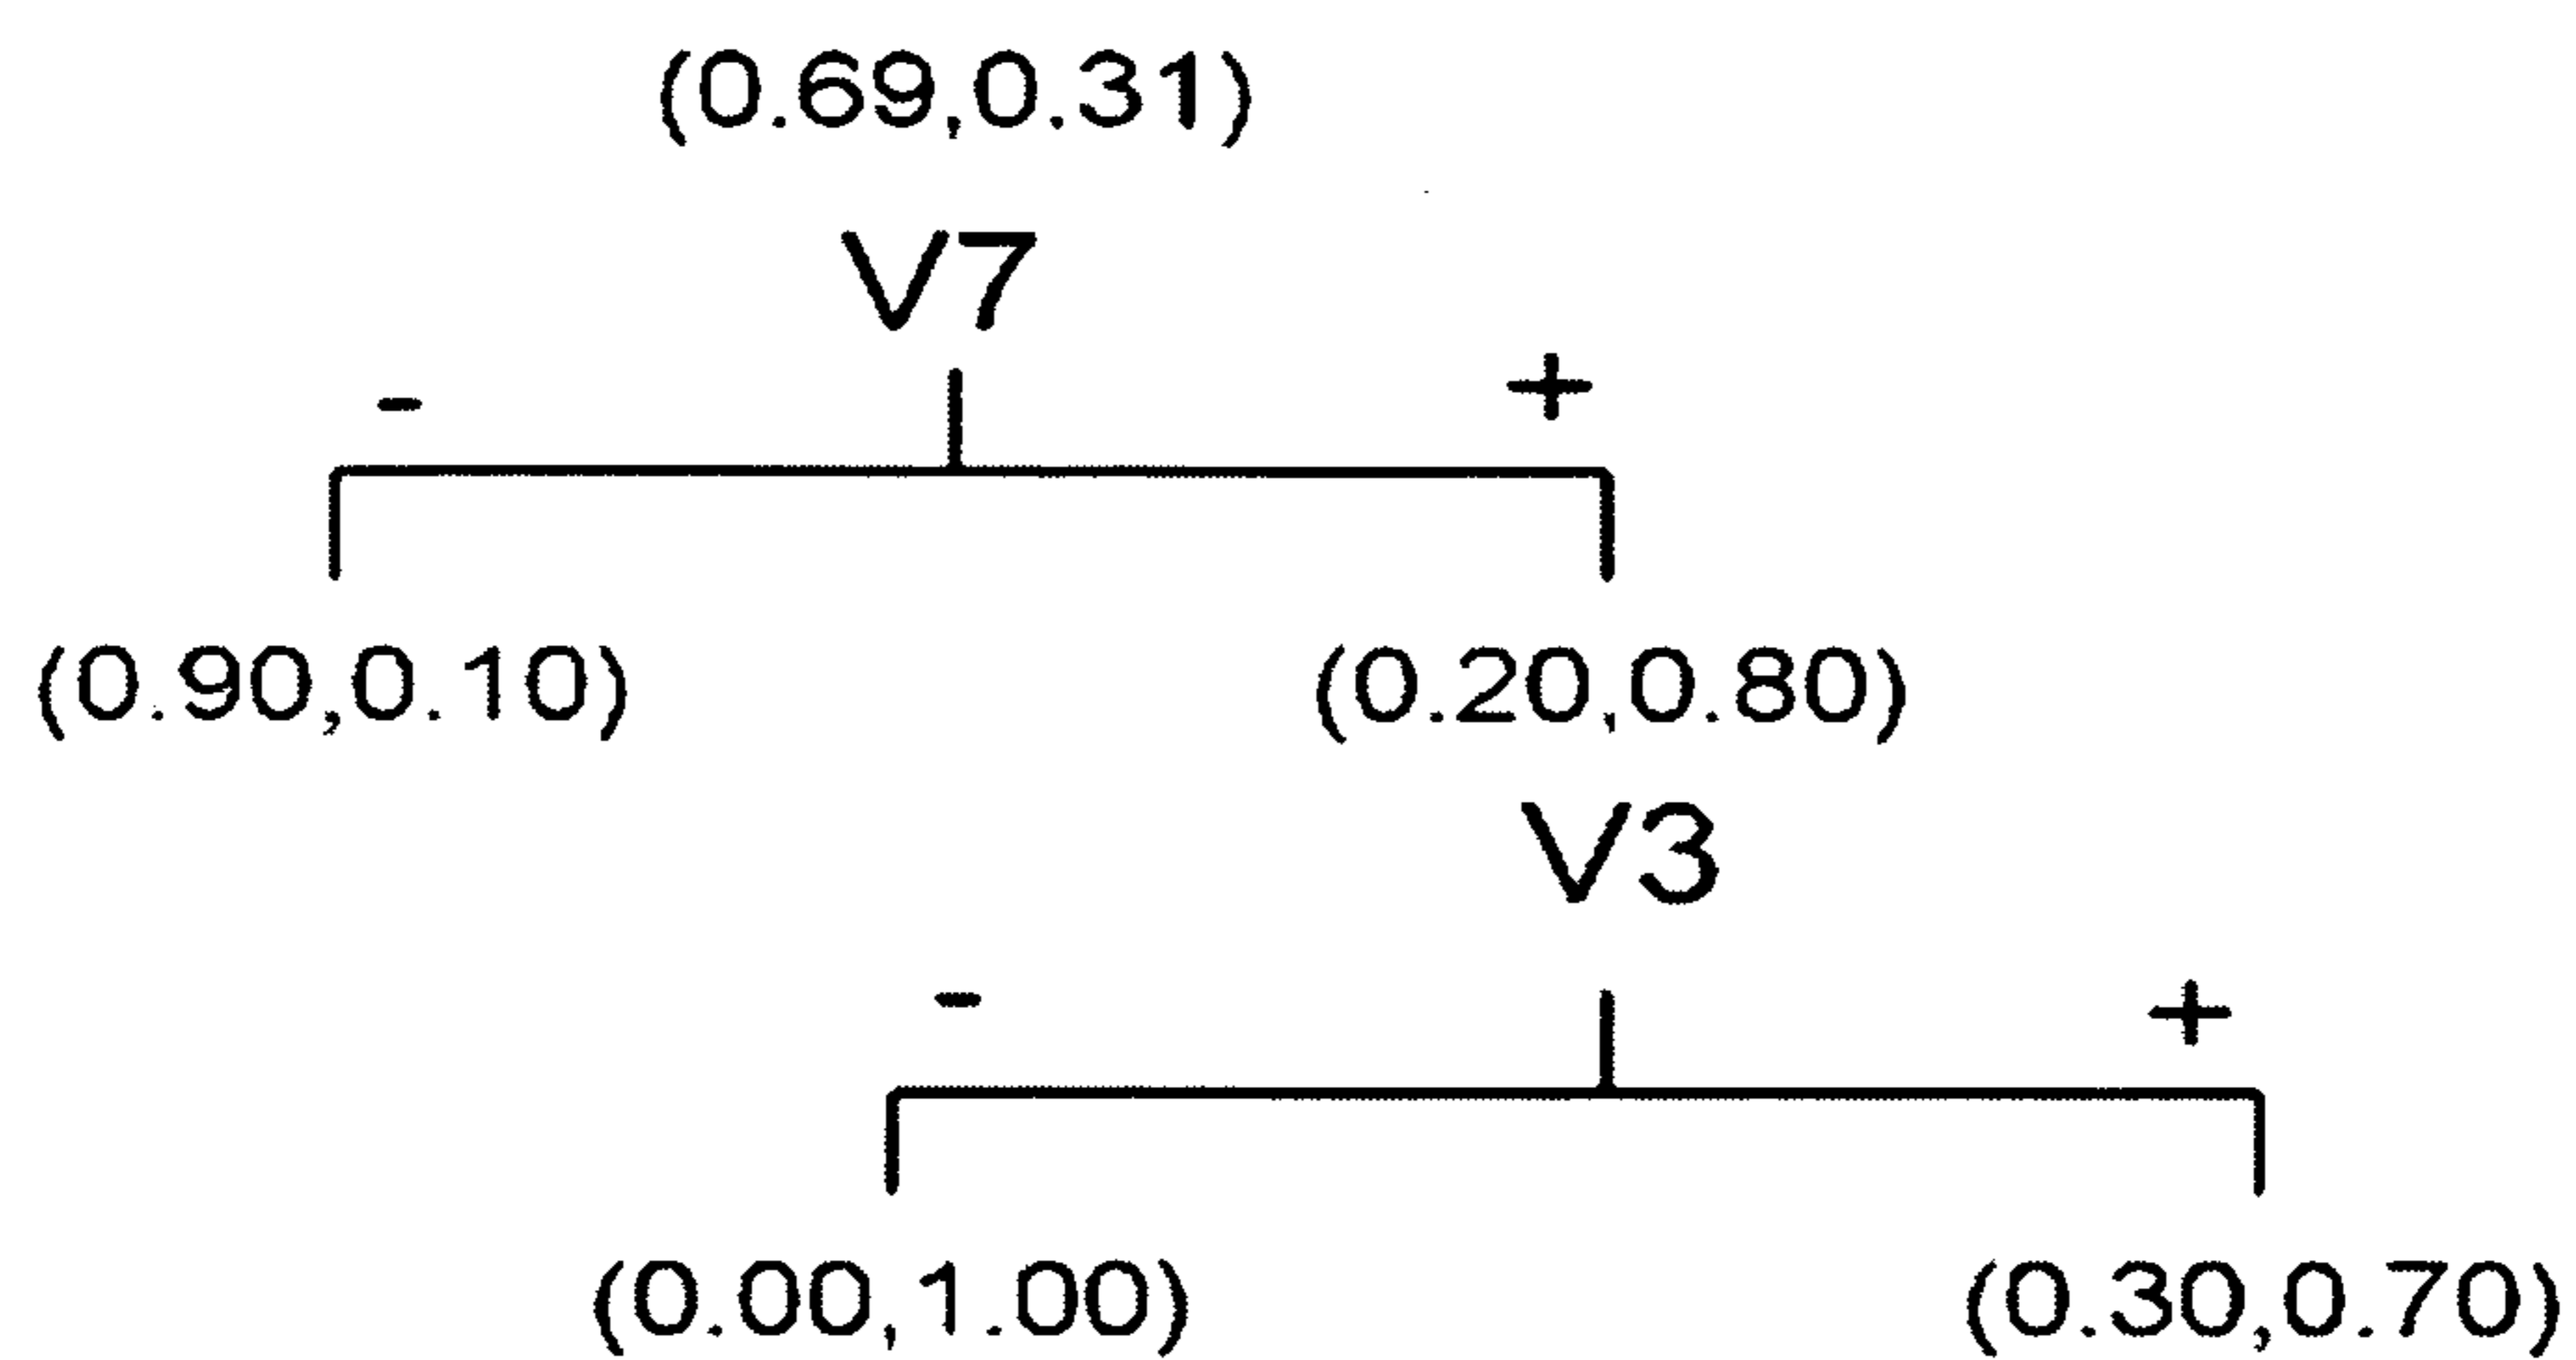 (0.69,0.31)
V7
- +
(0.90,0.10) (0.20,0.80)
V3
- +
(0.00,1.00) (0.30,0.70)